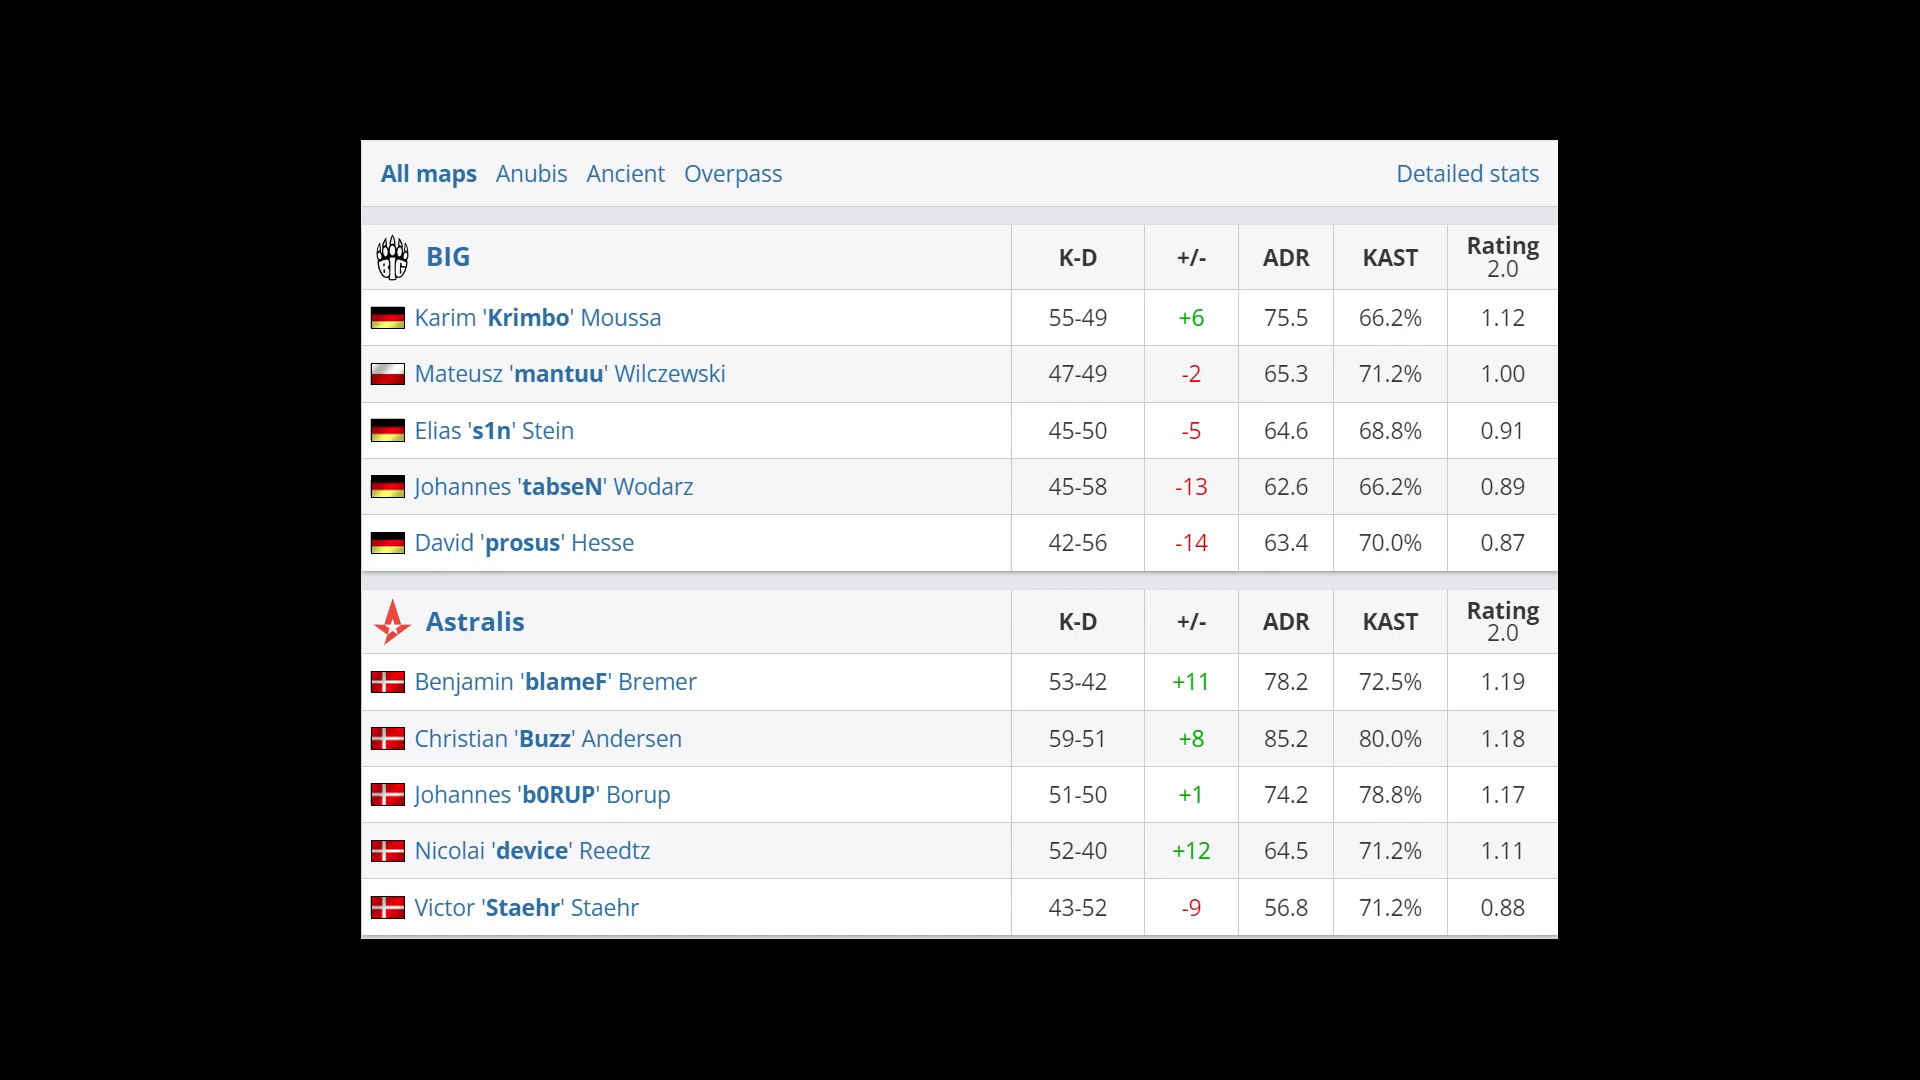 All maps Anubis Ancient Overpass Detailed stats
BIG K-D +/- ADR KAST Rating 2.0
Karim 'Krimbo' Moussa 55-49 +6 75.5 66.2% 1.12
Mateusz 'mantuu' Wilczewski 47-49 -2 65.3 71.2% 1.00
Elias 's1n' Stein 45-50 -5 64.6 68.8% 0.91
Johannes 'tabseN' Wodarz 45-58 -13 62.6 66.2% 0.89
David 'prosus' Hesse 42-56 -14 63.4 70.0% 0.87
Astralis K-D +/- ADR KAST Rating 2.0
Benjamin 'blameF' Bremer 53-42 +11 78.2 72.5% 1.19
Christian 'Buzz' Andersen 59-51 +8 85.2 80.0% 1.18
Johannes 'b0RUP' Borup 51-50 +1 74.2 78.8% 1.17
Nicolai 'device' Reedtz 52-40 +12 64.5 71.2% 1.11
Victor 'Staehr' Staehr 43-52 -9 56.8 71.2% 0.88